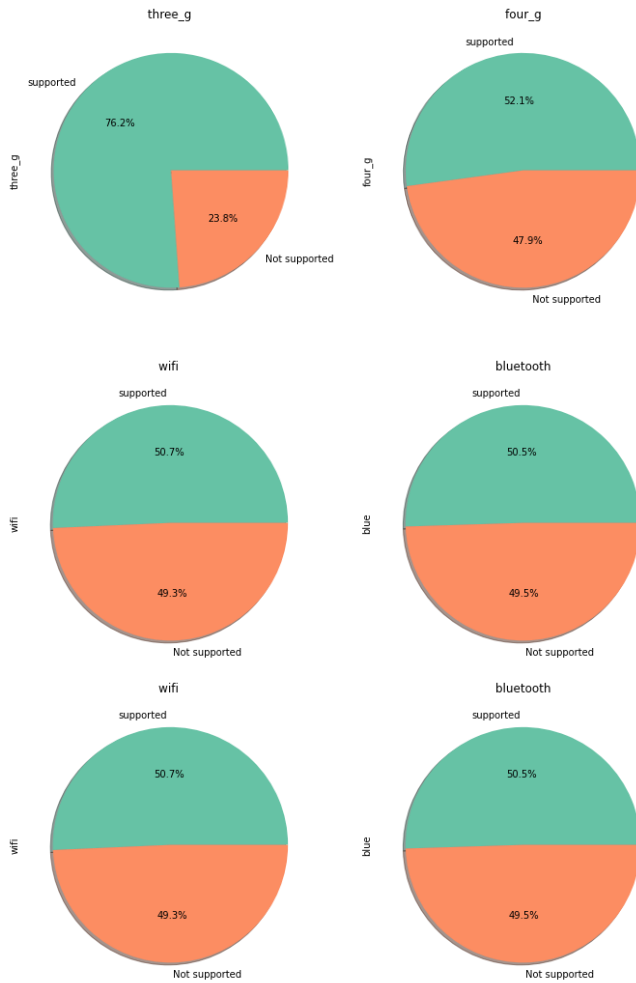 three_g
four_g
supported
supported
76.2%
52.1%
three_g
four_g
23.8%
47.9%
Not supported
Not supported
wifi
bluetooth
supported
supported
50.7%
50.5%
wifi
blue
49.3%
49.5%
Not supported
Not supported
wifi
bluetooth
supported
supported
50.7%
50.5%
wifi
blue
49.3%
49.5%
Not supported
Not supported